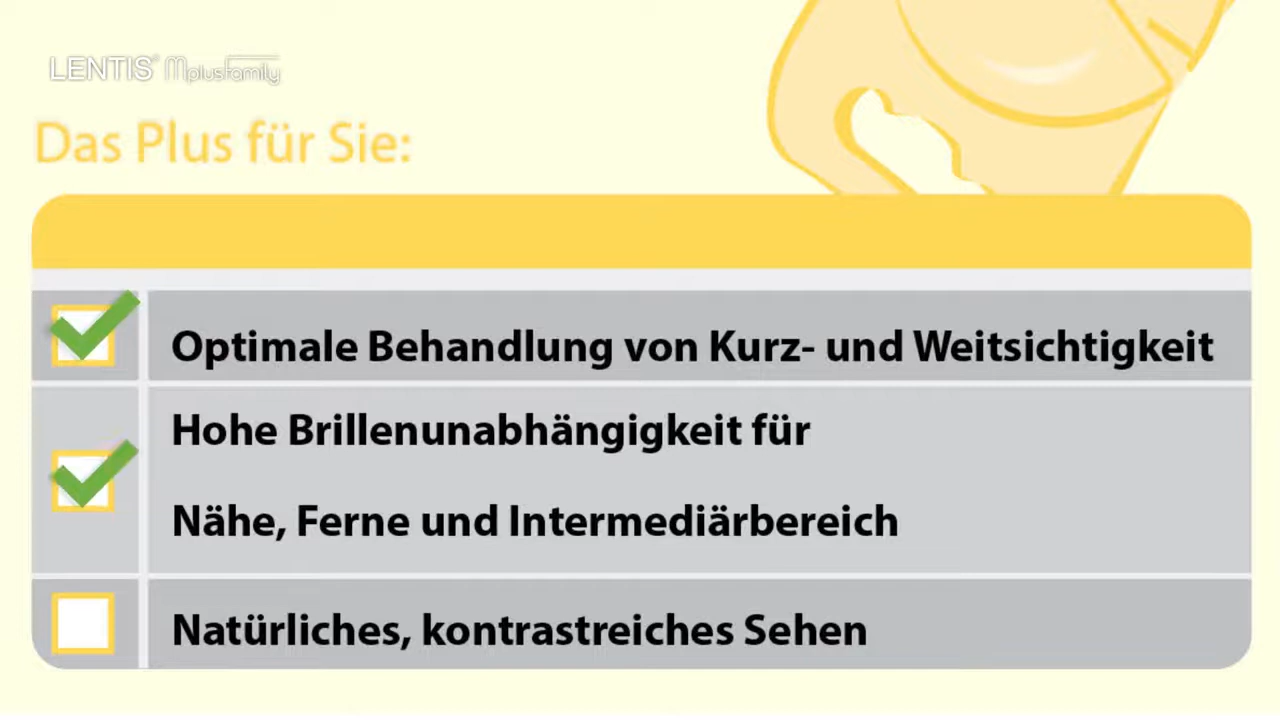 LENTIS® MplusFamily
Das Plus für Sie:
Optimale Behandlung von Kurz- und Weitsichtigkeit
Hohe Brillenunabhängigkeit für
Nähe, Ferne und Intermediärbereich
Natürliches, kontrastreiches Sehen